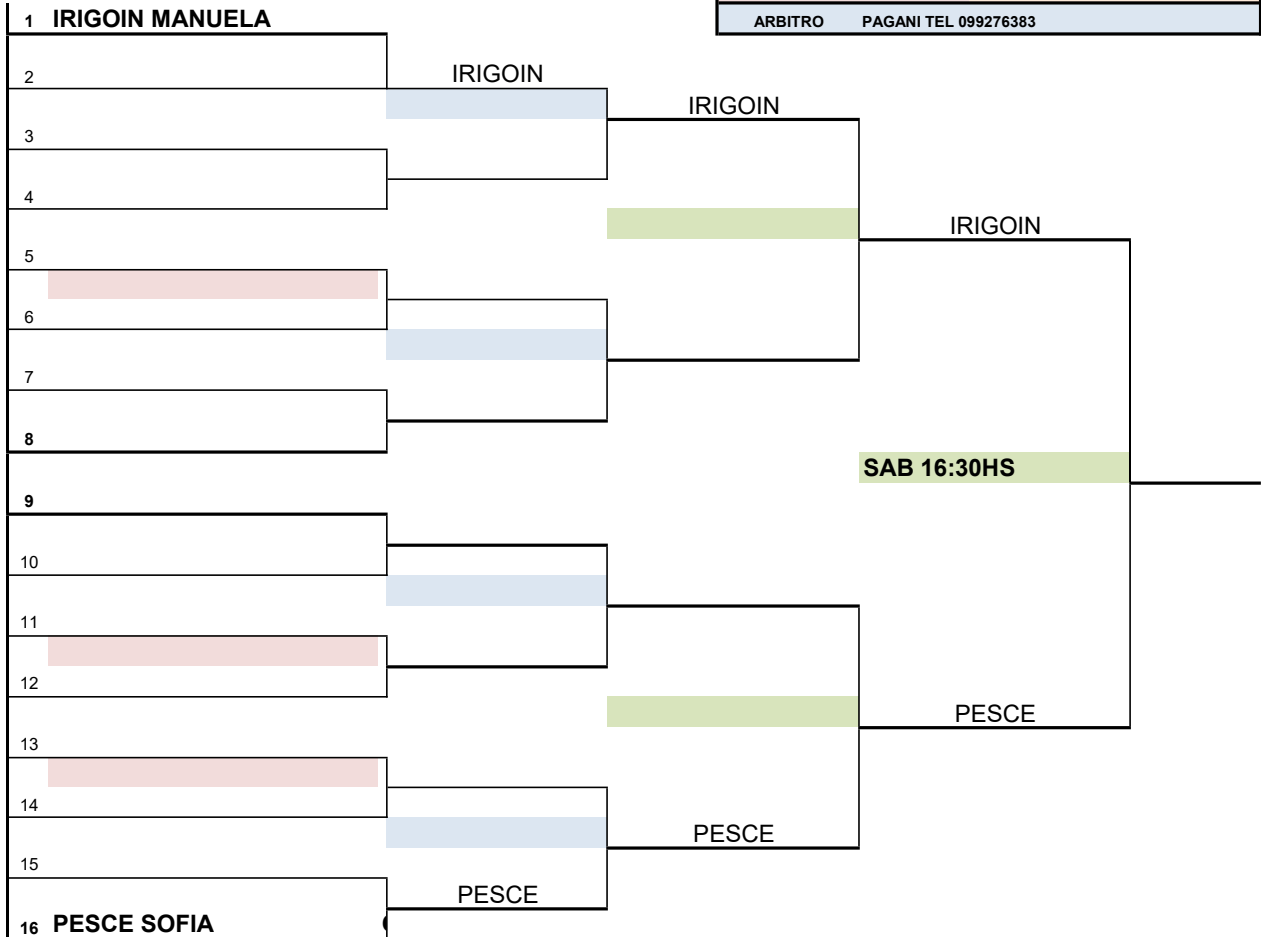 1 IRIGOIN MANUELA
ARBITRO PAGANI TEL 099276383
2
IRIGOIN
IRIGOIN
3
4
IRIGOIN
5
6
7
8
SAB 16:30HS
9
10
11
12
PESCE
13
14
PESCE
15
PESCE
16 PESCE SOFIA